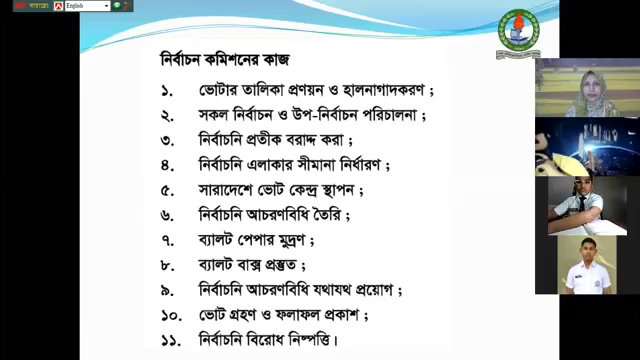 English
নির্বাচন কমিশনের কাজ
১. ভোটার তালিকা প্রণয়ন ও হালনাগাদকরণ ;
২. সকল নির্বাচন ও উপ-নির্বাচন পরিচালনা ;
৩. নির্বাচনি প্রতীক বরাদ্দ করা ;
৪. নির্বাচনি এলাকার সীমানা নির্ধারণ ;
৫. সারাদেশে ভোট কেন্দ্র স্থাপন ;
৬. নির্বাচনি আচরণবিধি তৈরি ;
৭. ব্যালট পেপার মুদ্রণ ;
৮. ব্যালট বাক্স প্রস্তুত ;
৯. নির্বাচনি আচরণবিধি যথাযথ প্রয়োগ ;
১০. ভোট গ্রহণ ও ফলাফল প্রকাশ ;
১১. নির্বাচনি বিরোধ নিষ্পত্তি।